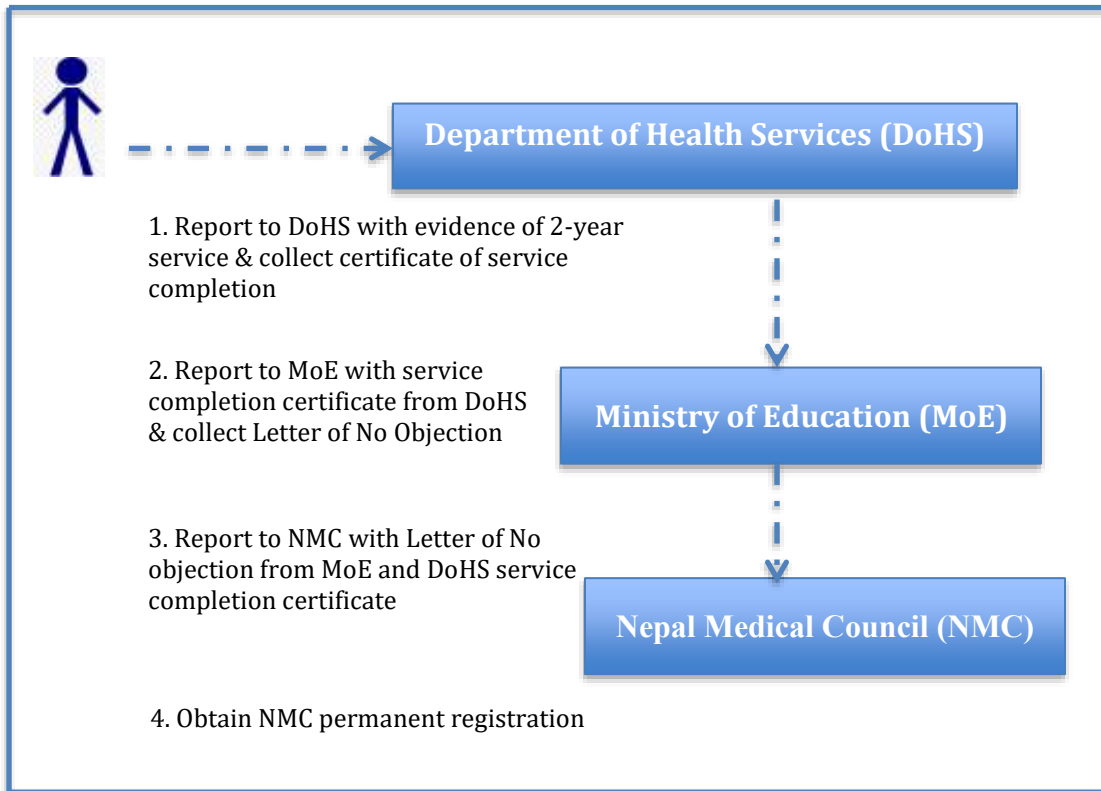 Department of Health Services (DoHS)
1. Report to DoHS with evidence of 2-year
service & collect certificate of service
completion
2. Report to MoE with service
completion certificate from DoHS
& collect Letter of No Objection
Ministry of Education (MoE)
3. Report to NMC with Letter of No
objection from MoE and DoHS service
completion certificate
Nepal Medical Council (NMC)
4. Obtain NMC permanent registration